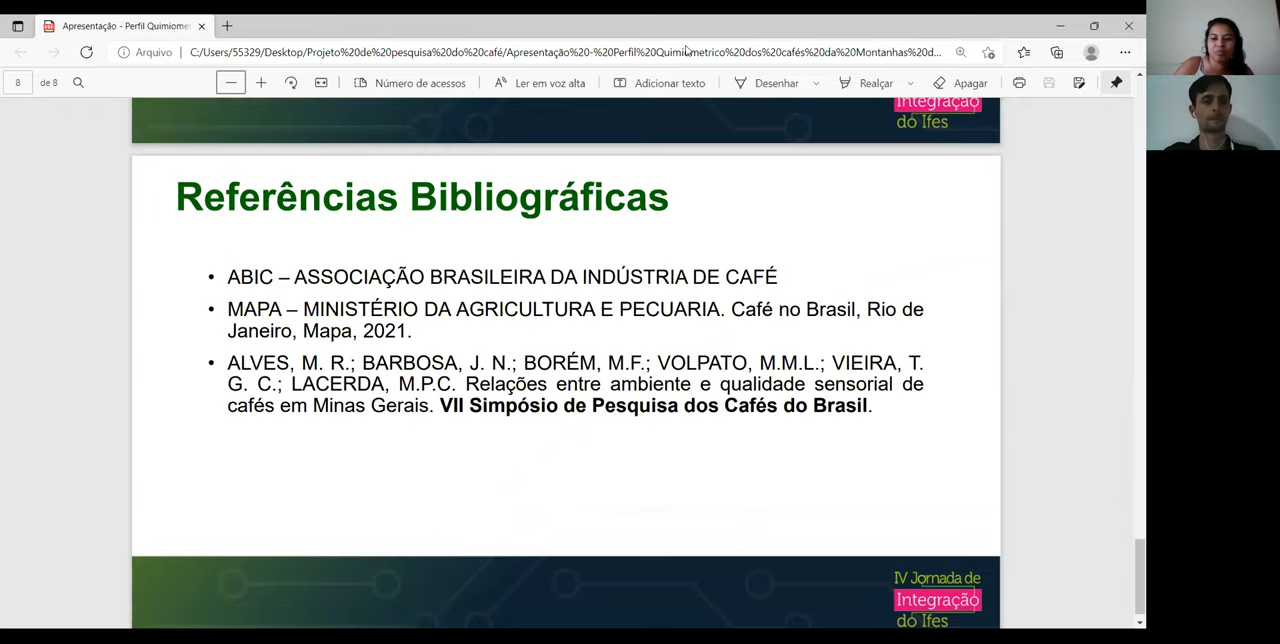 Apresentação - Perfil Quimiomet
Arquivo
C:/Users/55329/Desktop/Projeto%20de%20pesquisa%20do%20café/Apresentação%20-%20Perfil%20Quimiometrico%20dos%20cafés%20da%20Montanhas%20d...
8 de 8
Número de acessos
Ler em voz alta
Adicionar texto
Desenhar
Realçar
Apagar
Integração
do Ifes
Referências Bibliográficas
• ABIC – ASSOCIAÇÃO BRASILEIRA DA INDÚSTRIA DE CAFÉ
• MAPA – MINISTÉRIO DA AGRICULTURA E PECUARIA. Café no Brasil, Rio de
Janeiro, Mapa, 2021.
• ALVES, M. R.; BARBOSA, J. N.; BORÉM, M.F.; VOLPATO, M.M.L.; VIEIRA, T.
G. C.; LACERDA, M.P.C. Relações entre ambiente e qualidade sensorial de
cafés em Minas Gerais. VII Simpósio de Pesquisa dos Cafés do Brasil.
IV Jornada de
Integração
do Ifes